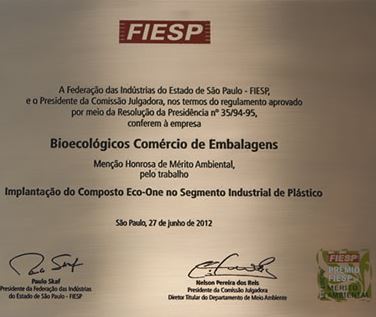 FIESP
A Federação das Indústrias do Estado de São Paulo - FIESP,
e o Presidente da Comissão Julgadora, nos termos do regulamento aprovado
por meio da Resolução da Presidência nº 35/94-95,
conferem à empresa
Bioecológicos Comércio de Embalagens
Menção Honrosa de Mérito Ambiental,
pelo trabalho
Implantação do Composto Eco-One no Segmento Industrial de Plástico
São Paulo, 27 de junho de 2012
Paulo Skaf
Presidente da Federação das Indústrias
do Estado de São Paulo - FIESP
Nelson Pereira dos Reis
Presidente da Comissão Julgadora
Diretor Titular do Departamento de Meio Ambiente
FIESP
PRÊMIO
FIESP
MÉRITO
AMBIENTAL